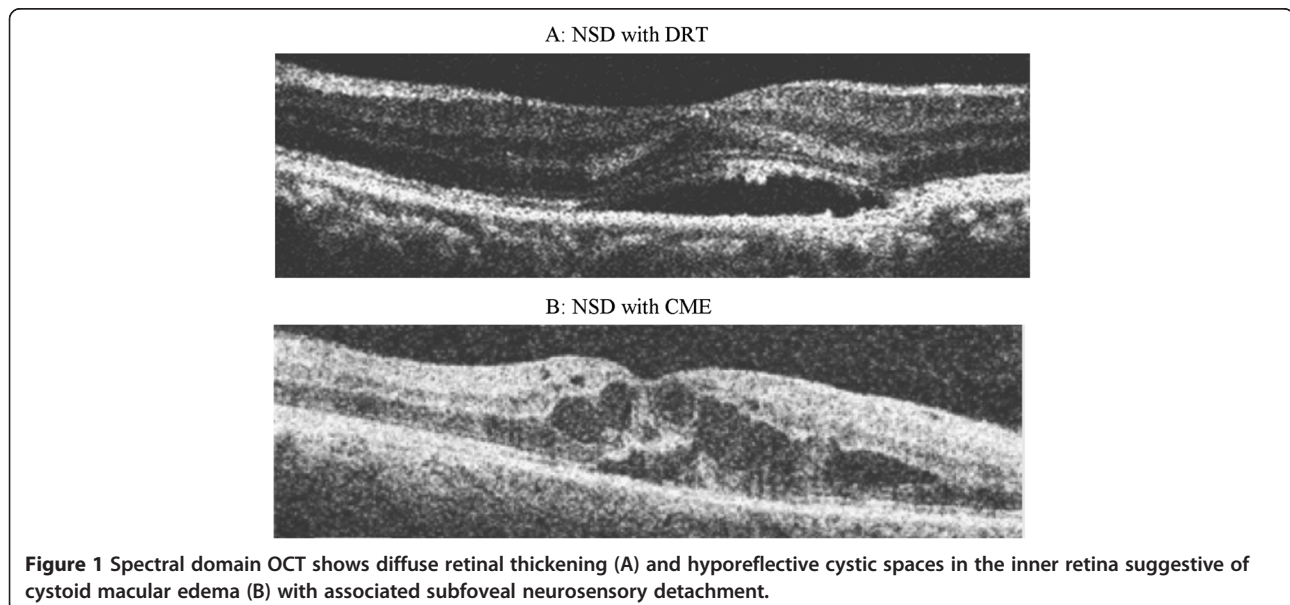 A: NSD with DRT
B: NSD with CME
Figure 1 Spectral domain OCT shows diffuse retinal thickening (A) and hyporeflective cystic spaces in the inner retina suggestive of
cystoid macular edema (B) with associated subfoveal neurosensory detachment.